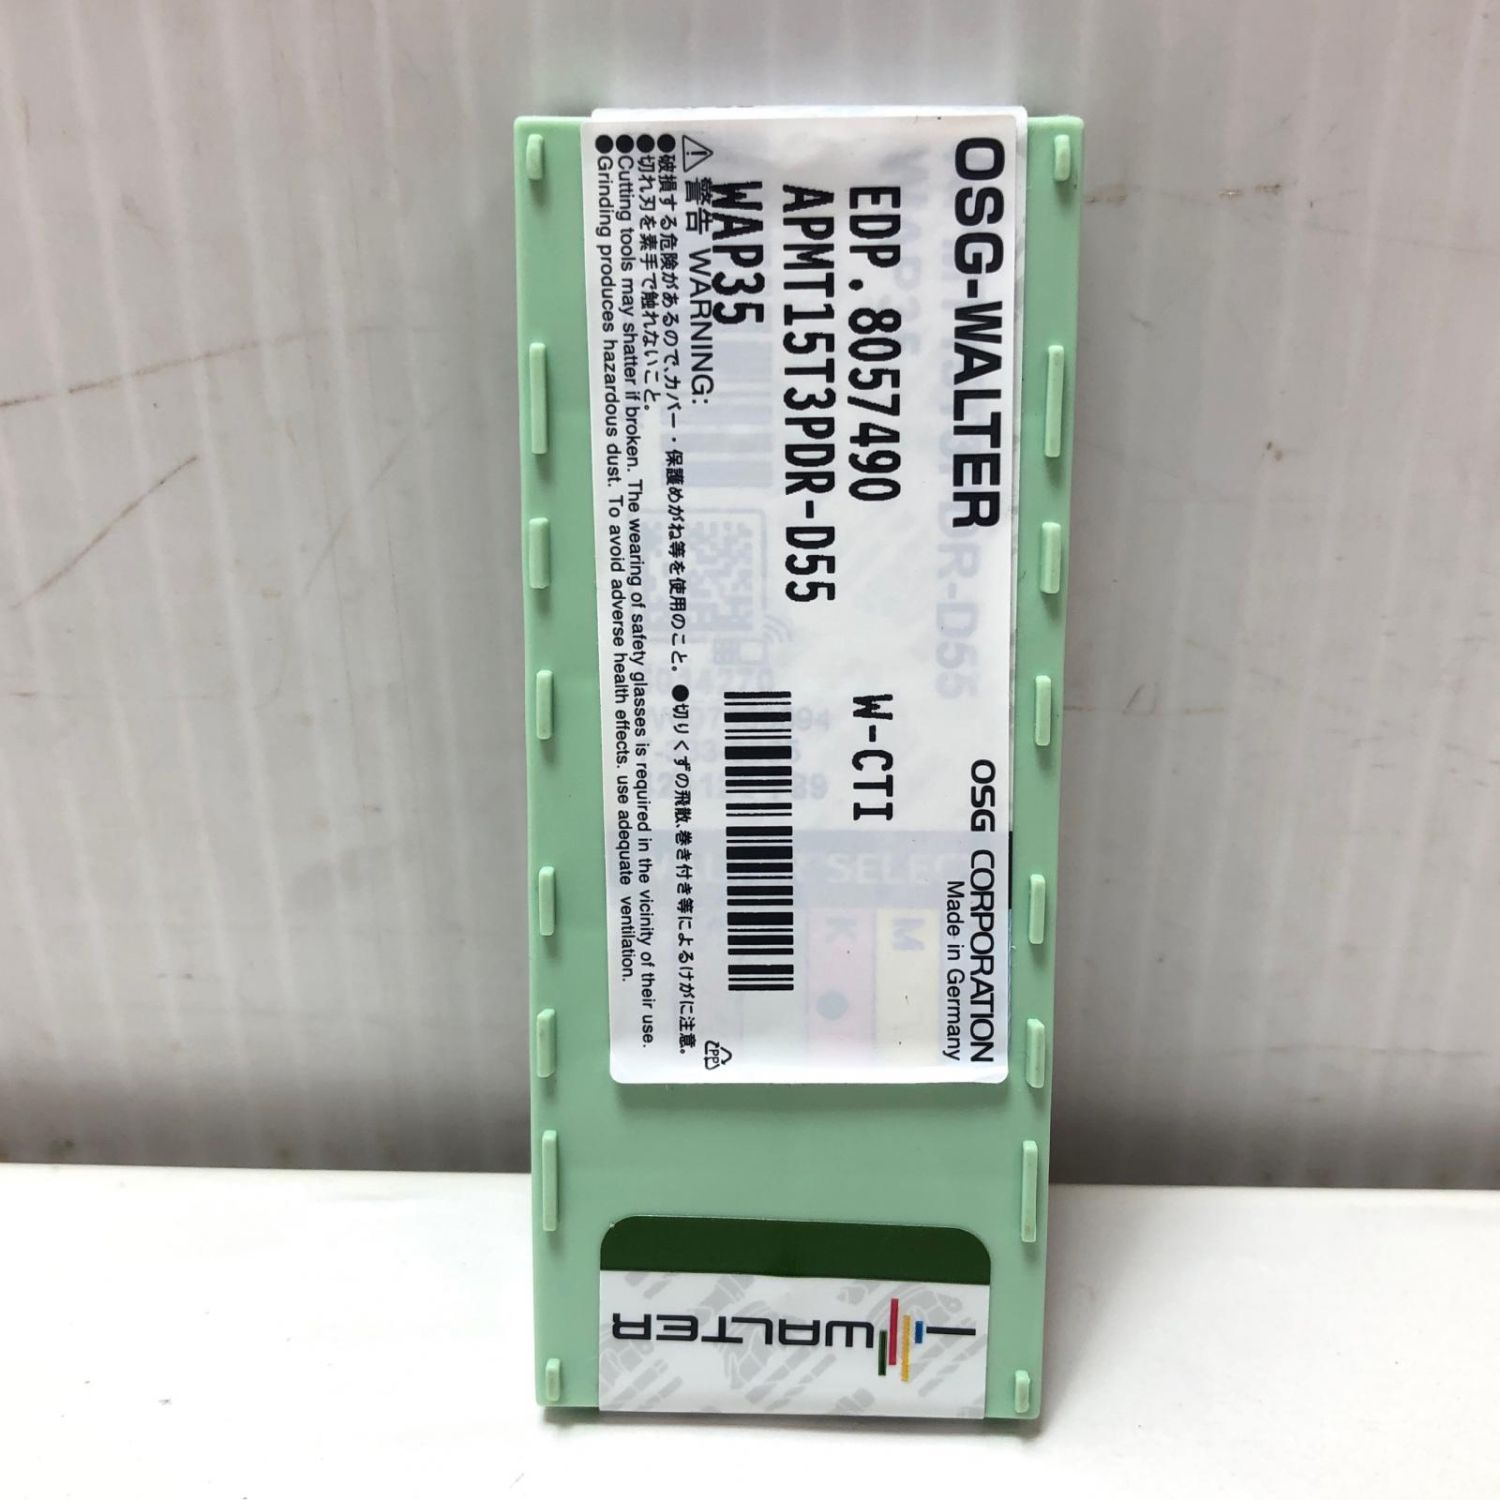 OSG-WALTER
OSG CORPORATION
Made in Germany
EDP.8057490 W-CTI
APMT15T3PDR-D55
WAP35
警告 WARNING:
●破損する危険があるので、カバー・保護めがね等を使用のこと。●切りくずの飛散、巻き付き等によるけがに注意。
●切れ刃を素手で触れないこと。
●Cutting tools may shatter if broken. The wearing of safety glasses is required in the vicinity of their use.
●Grinding produces hazardous dust. To avoid adverse health effects. use adequate ventilation.
PP
WALTER